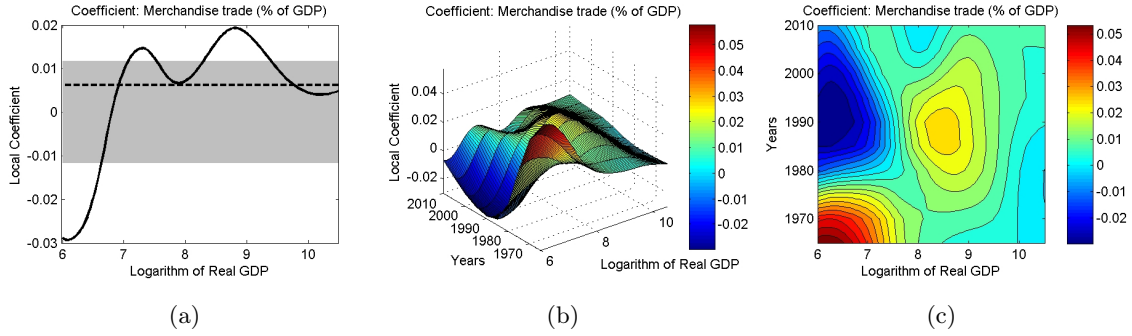 Coefficient: Merchandise trade (% of GDP)
Local Coefficient
0.02
0.01
0
-0.01
-0.02
-0.03
6 7 8 9 10
Logarithm of Real GDP
(a)
Coefficient: Merchandise trade (% of GDP)
Local Coefficient
0.04
0.02
0
-0.02
2010
2000
1990
1980
1970
Years
6
8
10
Logarithm of Real GDP
0.05
0.04
0.03
0.02
0.01
0
-0.01
-0.02
(b)
Coefficient: Merchandise trade (% of GDP)
Years
2010
2000
1990
1980
1970
6 7 8 9 10
Logarithm of Real GDP
0.05
0.04
0.03
0.02
0.01
0
-0.01
-0.02
(c)